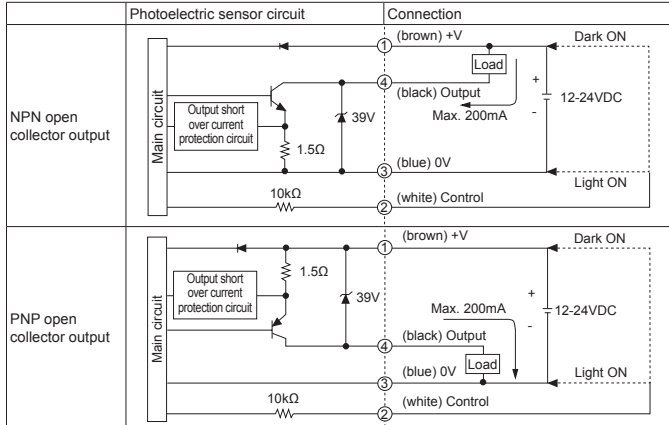 Photoelectric sensor circuit
Connection
NPN open
collector output
Main circuit
Output short
over current
protection circuit
1.5Ω
39V
10kΩ
①
(brown) +V
Dark ON
Load
④
(black) Output
Max. 200mA
+
12-24VDC
-
③
(blue) 0V
Light ON
②
(white) Control
PNP open
collector output
Main circuit
Output short
over current
protection circuit
1.5Ω
39V
10kΩ
①
(brown) +V
Dark ON
Max. 200mA
+
12-24VDC
-
④
(black) Output
Load
③
(blue) 0V
Light ON
②
(white) Control